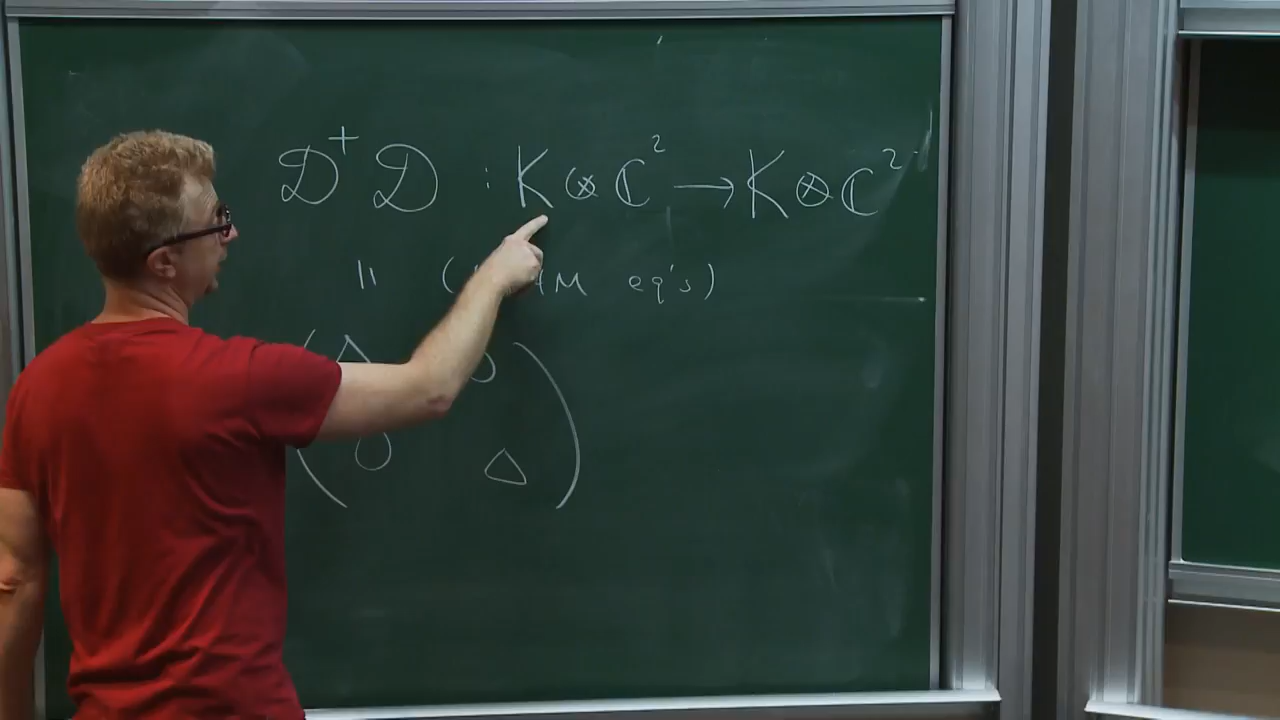 𝒟⁺ 𝒟 : K ⊗ ℂ² → K ⊗ ℂ²
|| ( M eq's)
( △ 0
0 △ )